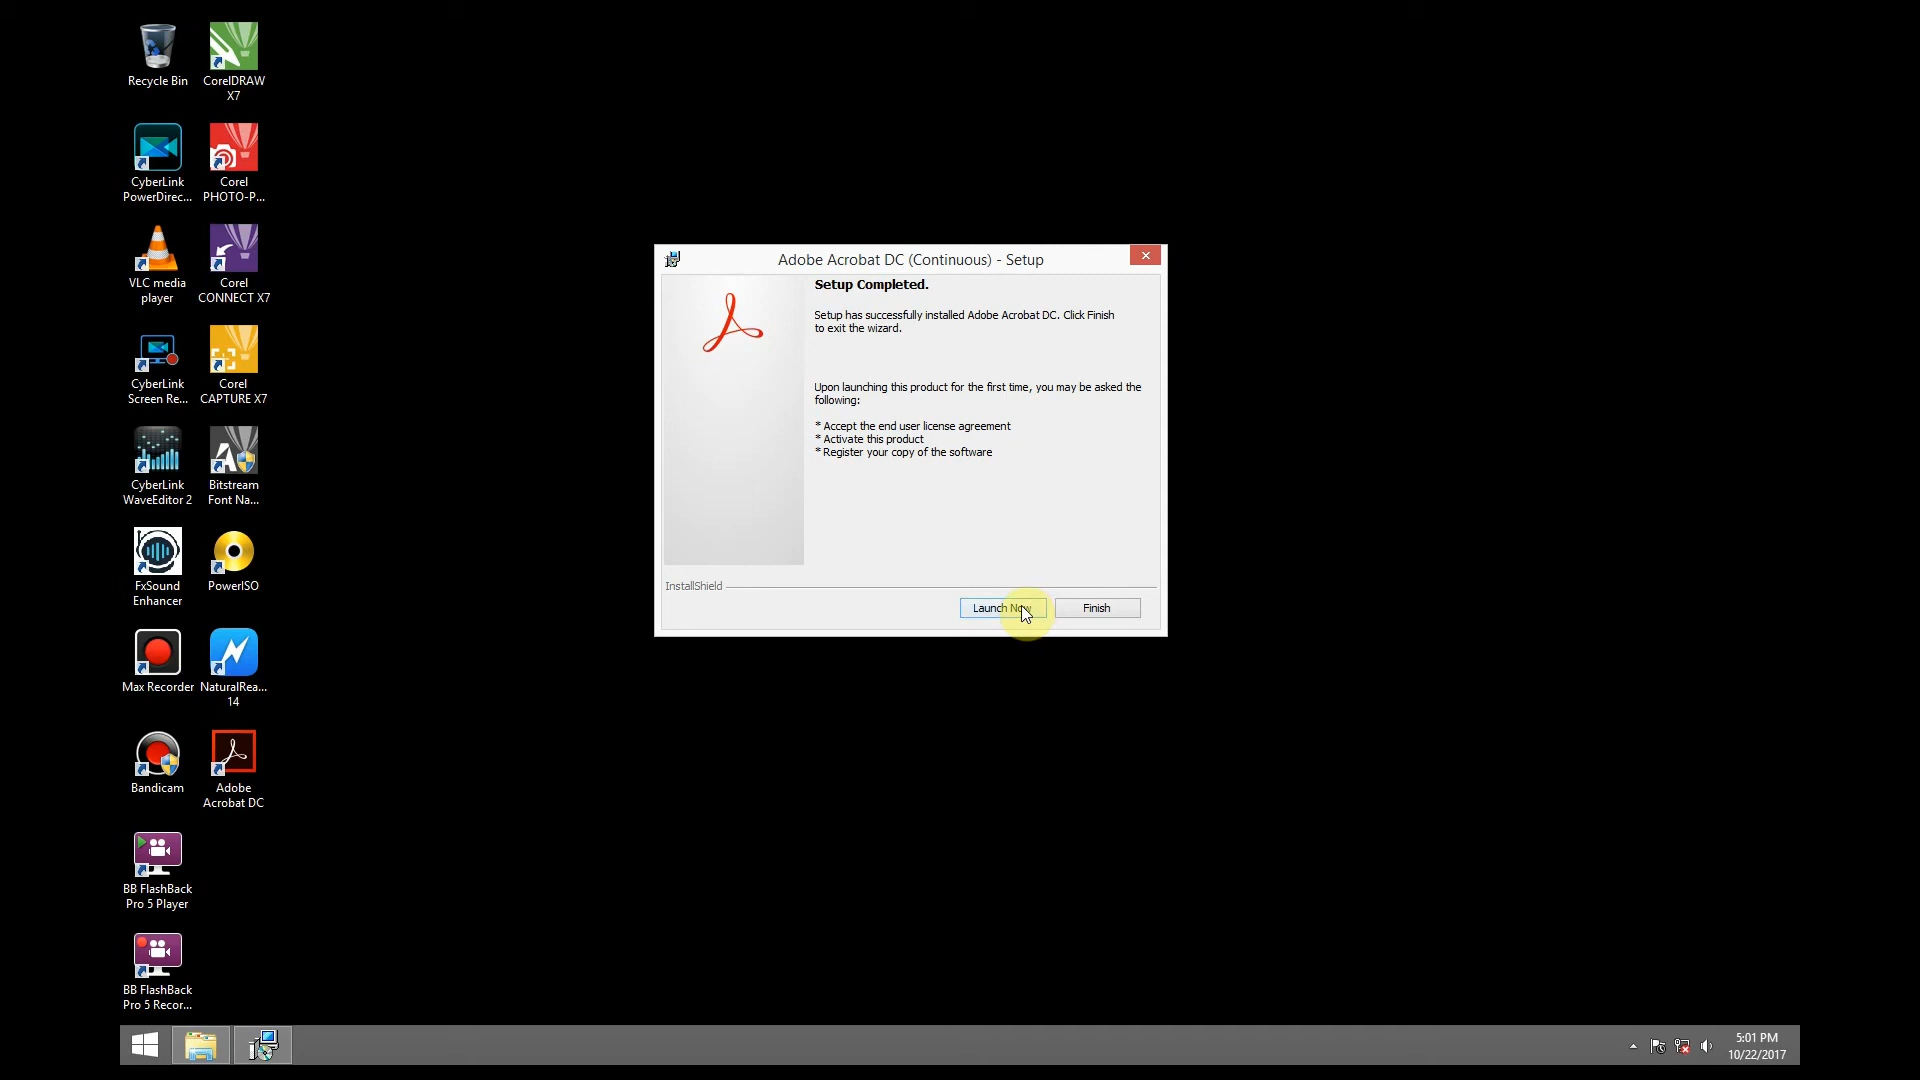 Recycle Bin
CorelDRAW
X7
CyberLink
PowerDirec...
Corel
PHOTO-P...
VLC media
player
Corel
CONNECT X7
CyberLink
Screen Re...
Corel
CAPTURE X7
CyberLink
WaveEditor 2
Bitstream
Font Na...
FxSound
Enhancer
PowerISO
Max Recorder
NaturalRea...
14
Bandicam
Adobe
Acrobat DC
BB FlashBack
Pro 5 Player
BB FlashBack
Pro 5 Recor...
Adobe Acrobat DC (Continuous) - Setup
Setup Completed.
Setup has successfully installed Adobe Acrobat DC. Click Finish
to exit the wizard.
Upon launching this product for the first time, you may be asked the
following:
* Accept the end user license agreement
* Activate this product
* Register your copy of the software
InstallShield
Launch Now
Finish
5:01 PM
10/22/2017